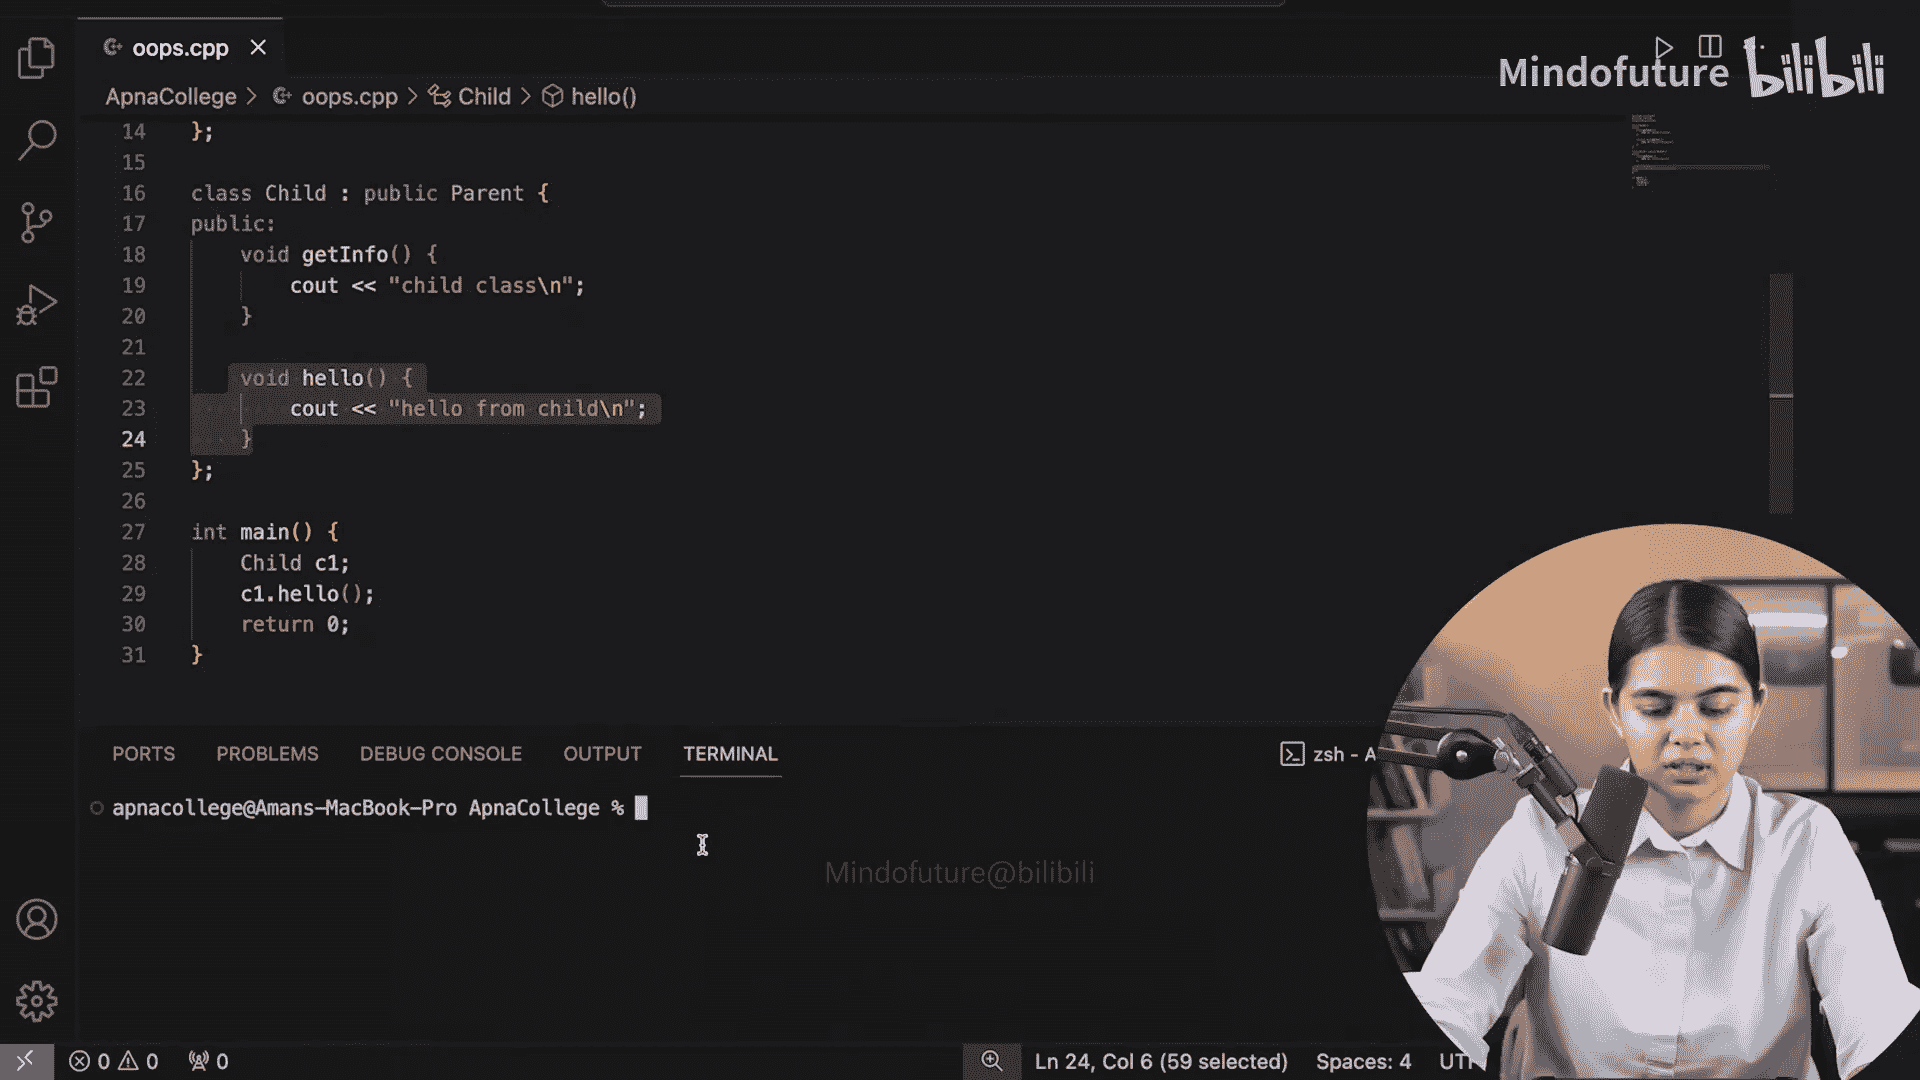 oops.cpp
Mindofuture bilibili
ApnaCollege > oops.cpp > Child > hello()
14 };
15
16 class Child : public Parent {
17 public:
18 void getInfo() {
19 cout << "child class\n";
20 }
21
22 void hello() {
23 cout << "hello from child\n";
24 }
25 };
26
27 int main() {
28 Child c1;
29 c1.hello();
30 return 0;
31 }
PORTS PROBLEMS DEBUG CONSOLE OUTPUT TERMINAL zsh - A
apnacollege@Amans-MacBook-Pro ApnaCollege %
Mindofuture@bilibili
0 0 0 Ln 24, Col 6 (59 selected) Spaces: 4 UTF